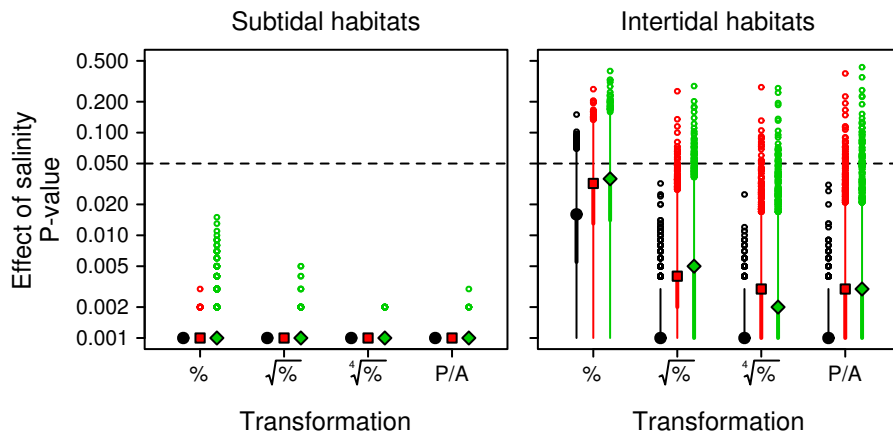 Subtidal habitats
Intertidal habitats
Effect of salinity
P-value
0.500
0.200
0.100
0.050
0.020
0.010
0.005
0.002
0.001
% √% ∜% P/A
% √% ∜% P/A
Transformation
Transformation